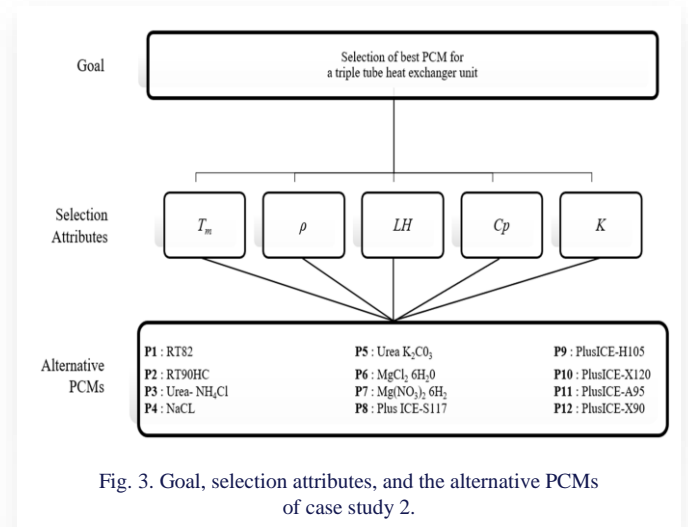 Goal
Selection of best PCM for
a triple tube heat exchanger unit
Selection
Attributes
Tₘ
ρ
LH
Cp
K
Alternative
PCMs
P1 : RT82
P2 : RT90HC
P3 : Urea- NH₄Cl
P4 : NaCL
P5 : Urea K₂C0₃
P6 : MgCl₂ 6H₂0
P7 : Mg(NO₃)₂ 6H₂
P8 : Plus ICE-S117
P9 : PlusICE-H105
P10 : PlusICE-X120
P11 : PlusICE-A95
P12 : PlusICE-X90
Fig. 3. Goal, selection attributes, and the alternative PCMs
of case study 2.